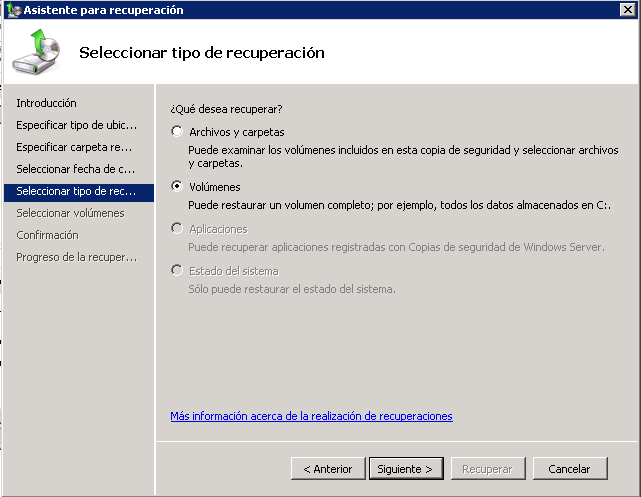 Asistente para recuperación
Seleccionar tipo de recuperación
Introducción
Especificar tipo de ubic...
Especificar carpeta re...
Seleccionar fecha de c...
Seleccionar tipo de rec...
Seleccionar volúmenes
Confirmación
Progreso de la recuper...
¿Qué desea recuperar?
Archivos y carpetas
Puede examinar los volúmenes incluidos en esta copia de seguridad y seleccionar archivos
y carpetas.
Volúmenes
Puede restaurar un volumen completo; por ejemplo, todos los datos almacenados en C:.
Aplicaciones
Puede recuperar aplicaciones registradas con Copias de seguridad de Windows Server.
Estado del sistema
Sólo puede restaurar el estado del sistema.
Más información acerca de la realización de recuperaciones
< Anterior
Siguiente >
Recuperar
Cancelar